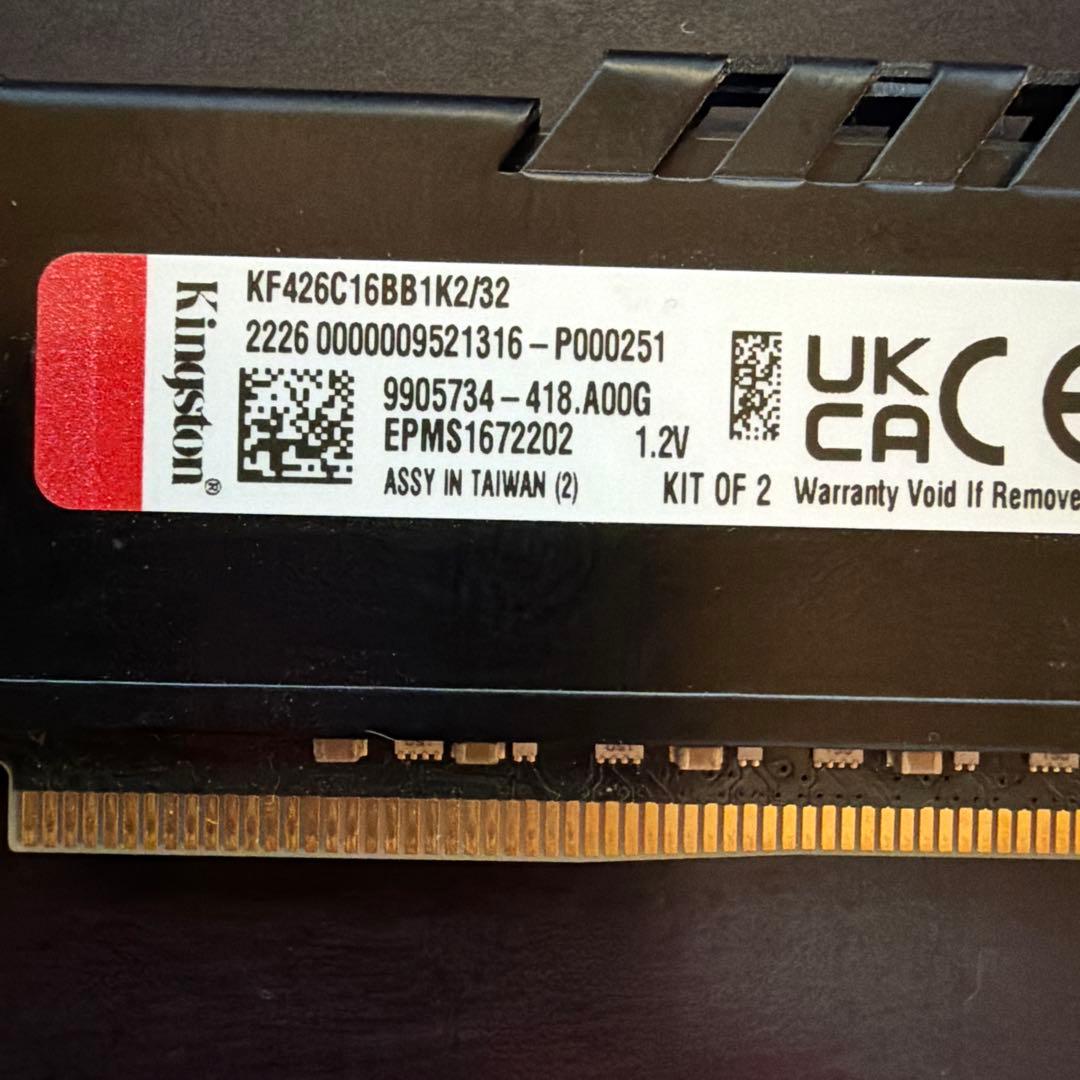 Kingston®
KF426C16BB1K2/32
2226 0000009521316 – P000251
9905734 – 418.A00G
EPMS1672202 1.2V
ASSY IN TAIWAN (2)
KIT OF 2 Warranty Void If Remove
UK
CA
CE